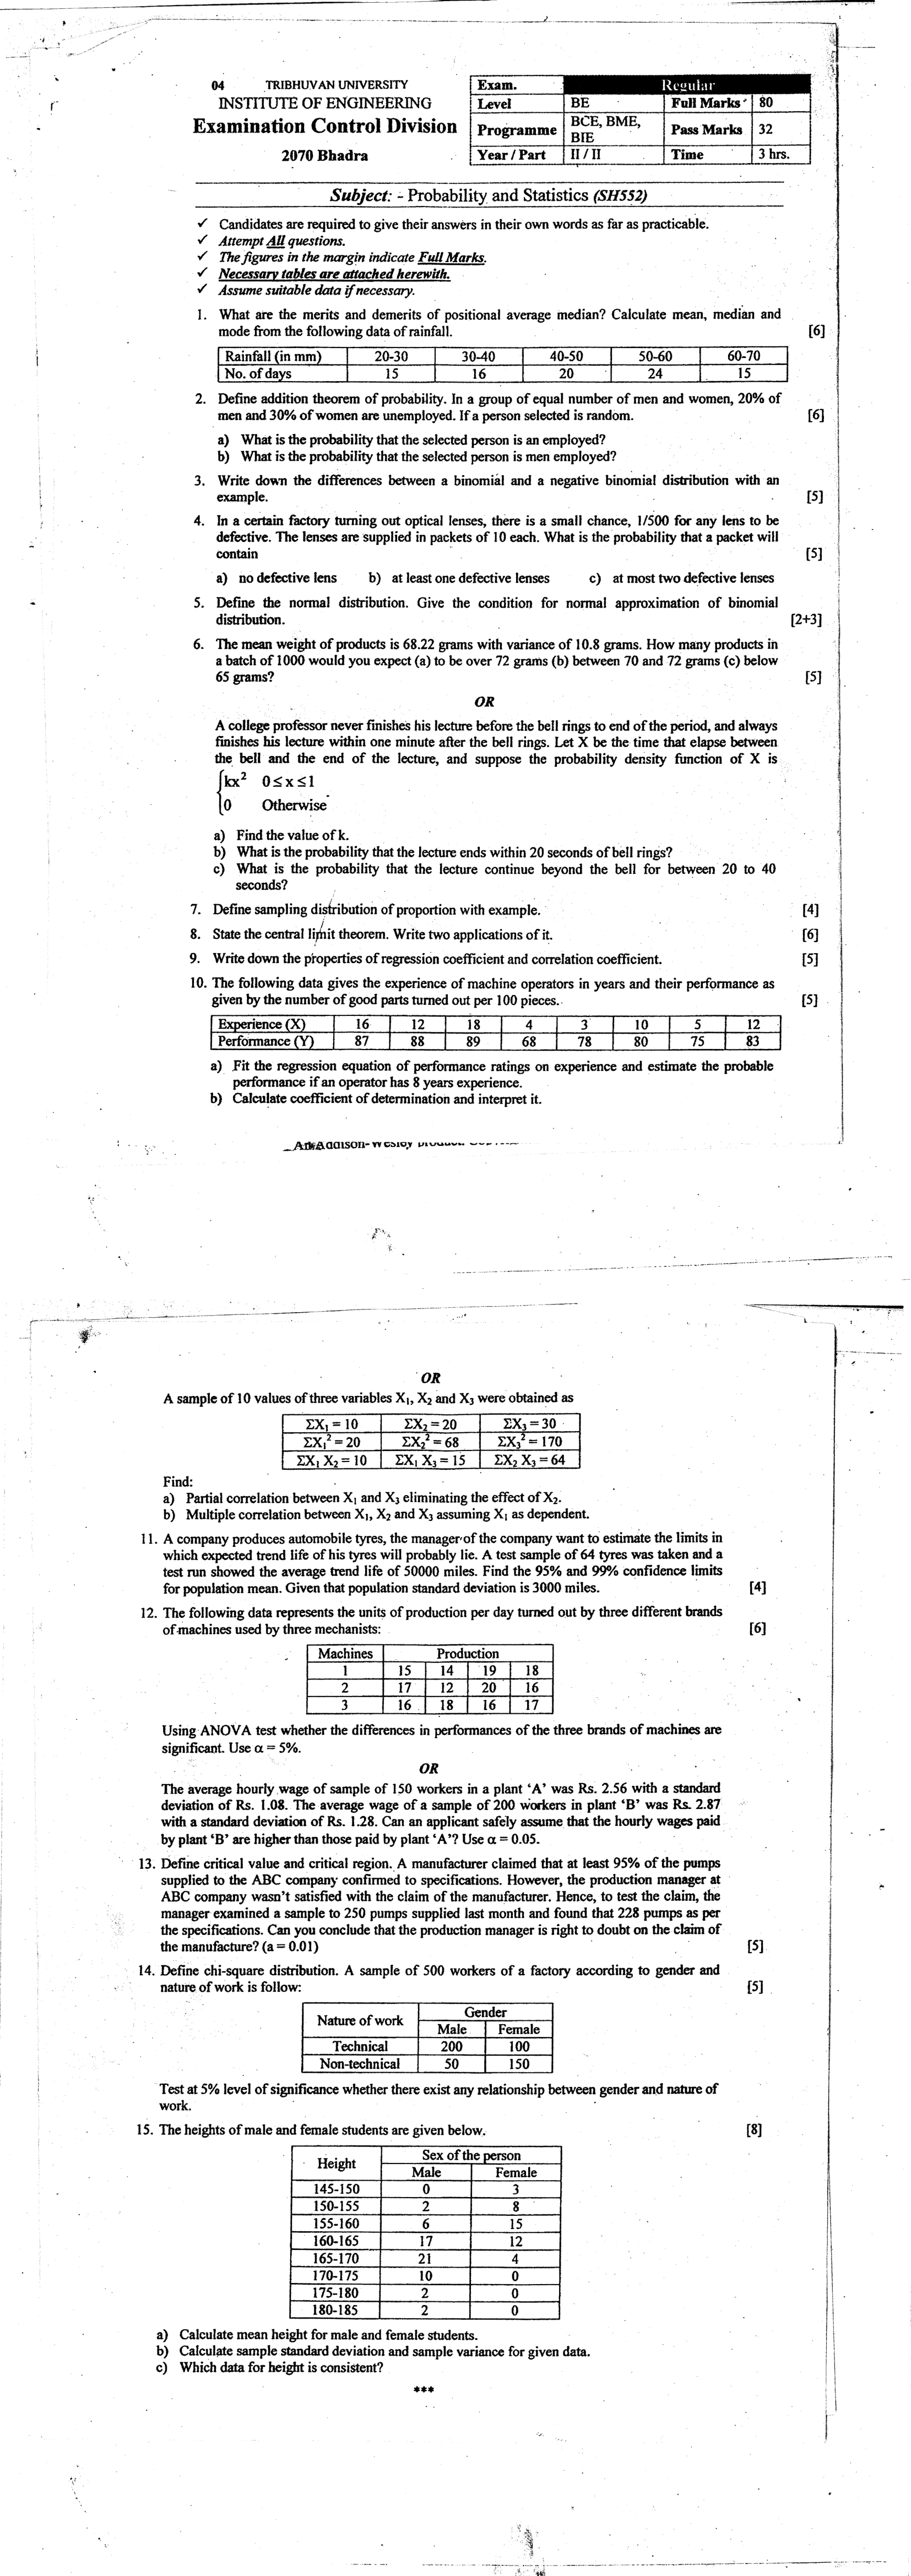 04 TRIBHUVAN UNIVERSITY
INSTITUTE OF ENGINEERING
Examination Control Division
2070 Bhadra
Exam. Regular
Level BE Full Marks 80
Programme BCE, BME, BIE Pass Marks 32
Year / Part II / II Time 3 hrs.
Subject: - Probability and Statistics (SH552)
✓ Candidates are required to give their answers in their own words as far as practicable.
✓ Attempt All questions.
✓ The figures in the margin indicate Full Marks.
✓ Necessary tables are attached herewith.
✓ Assume suitable data if necessary.
1. What are the merits and demerits of positional average median? Calculate mean, median and
mode from the following data of rainfall. [6]
Rainfall (in mm) 20-30 30-40 40-50 50-60 60-70
No. of days 15 16 20 24 15
2. Define addition theorem of probability. In a group of equal number of men and women, 20% of
men and 30% of women are unemployed. If a person selected is random. [6]
a) What is the probability that the selected person is an employed?
b) What is the probability that the selected person is men employed?
3. Write down the differences between a binomial and a negative binomial distribution with an
example. [5]
4. In a certain factory turning out optical lenses, there is a small chance, 1/500 for any lens to be
defective. The lenses are supplied in packets of 10 each. What is the probability that a packet will
contain [5]
a) no defective lens b) at least one defective lenses c) at most two defective lenses
5. Define the normal distribution. Give the condition for normal approximation of binomial
distribution. [2+3]
6. The mean weight of products is 68.22 grams with variance of 10.8 grams. How many products in
a batch of 1000 would you expect (a) to be over 72 grams (b) between 70 and 72 grams (c) below
65 grams? [5]
OR
A college professor never finishes his lecture before the bell rings to end of the period, and always
finishes his lecture within one minute after the bell rings. Let X be the time that elapse between
the bell and the end of the lecture, and suppose the probability density function of X is
{kx² 0≤x≤1
0 Otherwise
a) Find the value of k.
b) What is the probability that the lecture ends within 20 seconds of bell rings?
c) What is the probability that the lecture continue beyond the bell for between 20 to 40
seconds?
7. Define sampling distribution of proportion with example. [4]
8. State the central limit theorem. Write two applications of it. [6]
9. Write down the properties of regression coefficient and correlation coefficient. [5]
10. The following data gives the experience of machine operators in years and their performance as
given by the number of good parts turned out per 100 pieces. [5]
Experience (X) 16 12 18 4 3 10 5 12
Performance (Y) 87 88 89 68 78 80 75 83
a) Fit the regression equation of performance ratings on experience and estimate the probable
performance if an operator has 8 years experience.
b) Calculate coefficient of determination and interpret it.
OR
A sample of 10 values of three variables X₁, X₂ and X₃ were obtained as
ΣX₁ = 10 ΣX₂ = 20 ΣX₃ = 30
ΣX₁² = 20 ΣX₂² = 68 ΣX₃² = 170
ΣX₁ X₂ = 10 ΣX₁ X₃ = 15 ΣX₂ X₃ = 64
Find:
a) Partial correlation between X₁ and X₃ eliminating the effect of X₂.
b) Multiple correlation between X₁, X₂ and X₃ assuming X₁ as dependent.
11. A company produces automobile tyres, the manager of the company want to estimate the limits in
which expected trend life of his tyres will probably lie. A test sample of 64 tyres was taken and a
test run showed the average trend life of 50000 miles. Find the 95% and 99% confidence limits
for population mean. Given that population standard deviation is 3000 miles. [4]
12. The following data represents the units of production per day turned out by three different brands
of machines used by three mechanists: [6]
Machines Production
1 15 14 19 18
2 17 12 20 16
3 16 18 16 17
Using ANOVA test whether the differences in performances of the three brands of machines are
significant. Use α = 5%.
OR
The average hourly wage of sample of 150 workers in a plant ‘A’ was Rs. 2.56 with a standard
deviation of Rs. 1.08. The average wage of a sample of 200 workers in plant ‘B’ was Rs. 2.87
with a standard deviation of Rs. 1.28. Can an applicant safely assume that the hourly wages paid
by plant ‘B’ are higher than those paid by plant ‘A’? Use α = 0.05.
13. Define critical value and critical region. A manufacturer claimed that at least 95% of the pumps
supplied to the ABC company confirmed to specifications. However, the production manager at
ABC company wasn't satisfied with the claim of the manufacturer. Hence, to test the claim, the
manager examined a sample to 250 pumps supplied last month and found that 228 pumps as per
the specifications. Can you conclude that the production manager is right to doubt on the claim of
the manufacture? (a = 0.01) [5]
14. Define chi-square distribution. A sample of 500 workers of a factory according to gender and
nature of work is follow: [5]
Nature of work Gender
Male Female
Technical 200 100
Non-technical 50 150
Test at 5% level of significance whether there exist any relationship between gender and nature of
work.
15. The heights of male and female students are given below. [8]
Height Sex of the person
Male Female
145-150 0 3
150-155 2 8
155-160 6 15
160-165 17 12
165-170 21 4
170-175 10 0
175-180 2 0
180-185 2 0
a) Calculate mean height for male and female students.
b) Calculate sample standard deviation and sample variance for given data.
c) Which data for height is consistent?
***